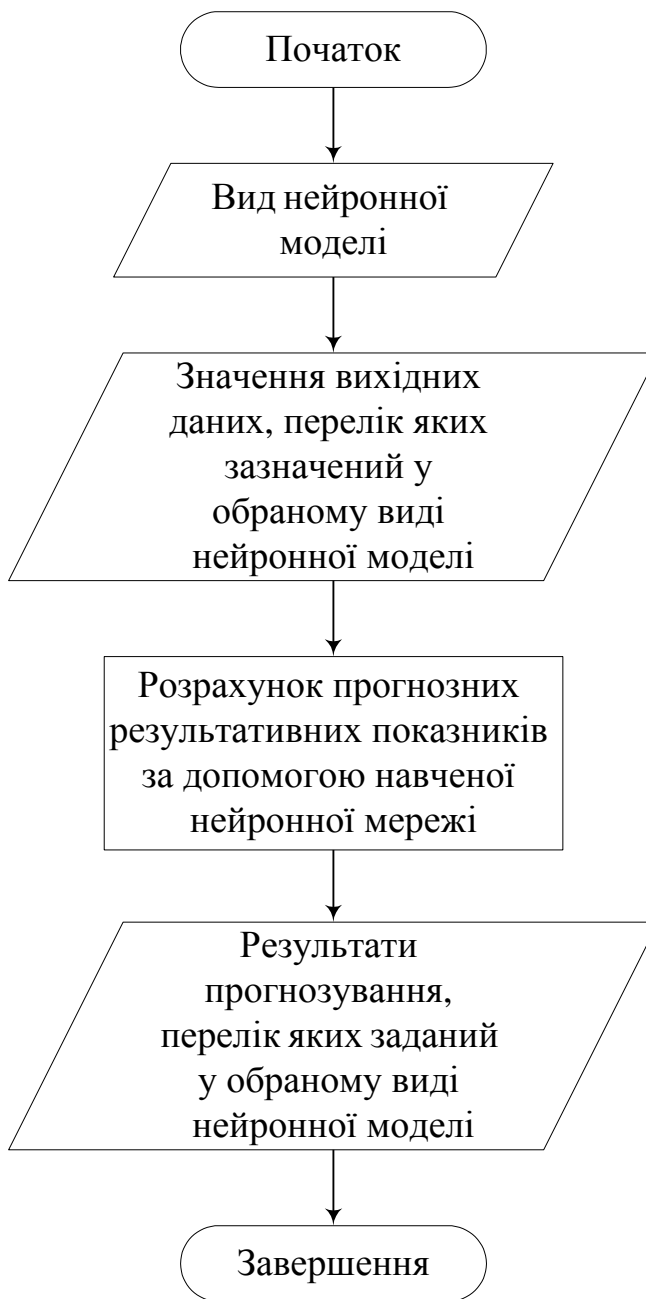 Початок
Вид нейронної
моделі
Значення вихідних
даних, перелік яких
зазначений у
обраному виді
нейронної моделі
Розрахунок прогнозних
результативних показників
за допомогою навченої
нейронної мережі
Результати
прогнозування,
перелік яких заданий
у обраному виді
нейронної моделі
Завершення